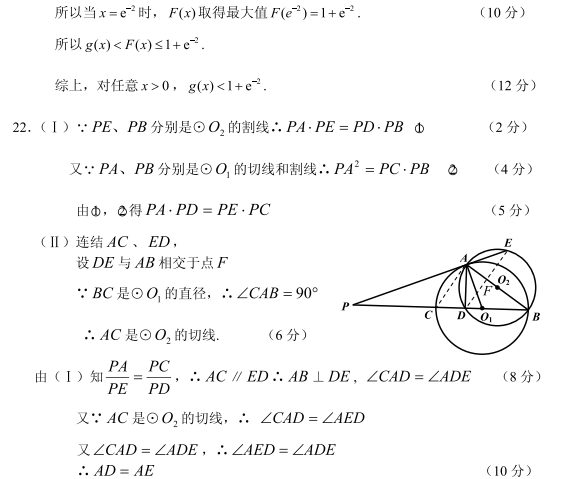 所以当 x = e⁻² 时， F(x) 取得最大值 F(e⁻²) = 1 + e⁻² . （10 分）
所以 g(x) < F(x) ≤ 1 + e⁻² .
综上，对任意 x > 0 ， g(x) < 1 + e⁻² . （12 分）
22.（Ⅰ）∵ PE、PB 分别是⊙ O₂ 的割线∴ PA · PE = PD · PB ① （2 分）
又∵ PA、PB 分别是⊙ O₁ 的切线和割线∴ PA² = PC · PB ② （4 分）
由①，②得 PA · PD = PE · PC （5 分）
（Ⅱ）连结 AC 、 ED ，
设 DE 与 AB 相交于点 F
∵ BC 是⊙ O₁ 的直径，∴ ∠CAB = 90°
∴ AC 是⊙ O₂ 的切线. （6 分）
由（Ⅰ）知 PA/PE = PC/PD ，∴ AC ∥ ED ∴ AB ⊥ DE , ∠CAD = ∠ADE （8 分）
又∵ AC 是⊙ O₂ 的切线，∴ ∠CAD = ∠AED
又 ∠CAD = ∠ADE ，∴ ∠AED = ∠ADE
∴ AD = AE （10 分）
E
A
O₂
F
P
C
D
O₁
B